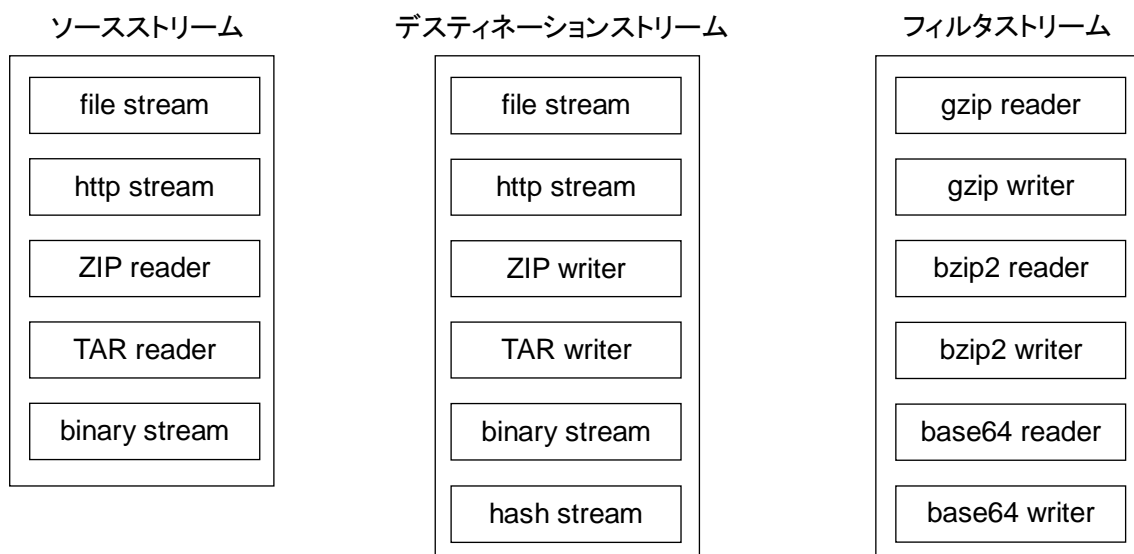 ソースストリーム
file stream
http stream
ZIP reader
TAR reader
binary stream
デスティネーションストリーム
file stream
http stream
ZIP writer
TAR writer
binary stream
hash stream
フィルタストリーム
gzip reader
gzip writer
bzip2 reader
bzip2 writer
base64 reader
base64 writer